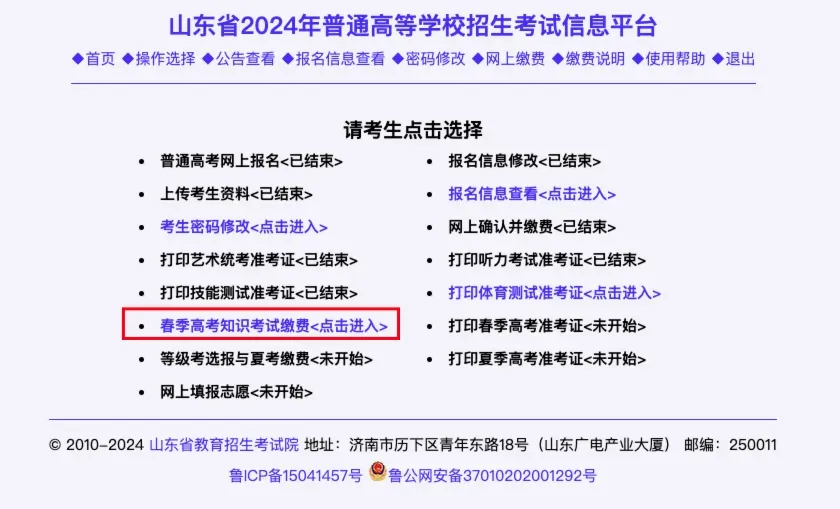 山东省2024年普通高等学校招生考试信息平台
◆首页 ◆操作选择 ◆公告查看 ◆报名信息查看 ◆密码修改 ◆网上缴费 ◆缴费说明 ◆使用帮助 ◆退出
请考生点击选择
• 普通高考网上报名<已结束> • 报名信息修改<已结束>
• 上传考生资料<已结束> • 报名信息查看<点击进入>
• 考生密码修改<点击进入> • 网上确认并缴费<已结束>
• 打印艺术统考准考证<已结束> • 打印听力考试准考证<已结束>
• 打印技能测试准考证<已结束> • 打印体育测试准考证<点击进入>
• 春季高考知识考试缴费<点击进入> • 打印春季高考准考证<未开始>
• 等级考选报与夏考缴费<未开始> • 打印夏季高考准考证<未开始>
• 网上填报志愿<未开始>
© 2010-2024 山东省教育招生考试院 地址：济南市历下区青年东路18号（山东广电产业大厦） 邮编：250011
鲁ICP备15041457号 鲁公网安备37010202001292号